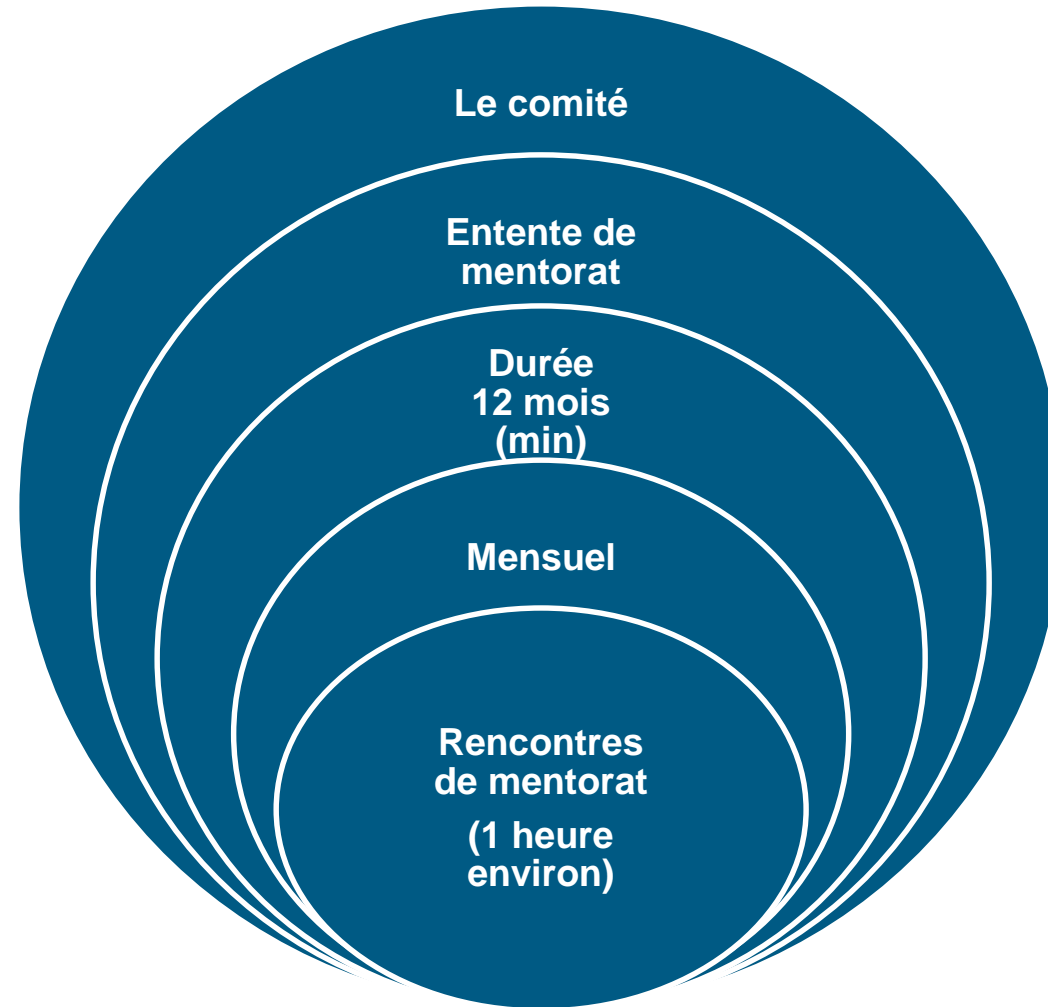 Le comité
Entente de
mentorat
Durée
12 mois
(min)
Mensuel
Rencontres
de mentorat
(1 heure
environ)